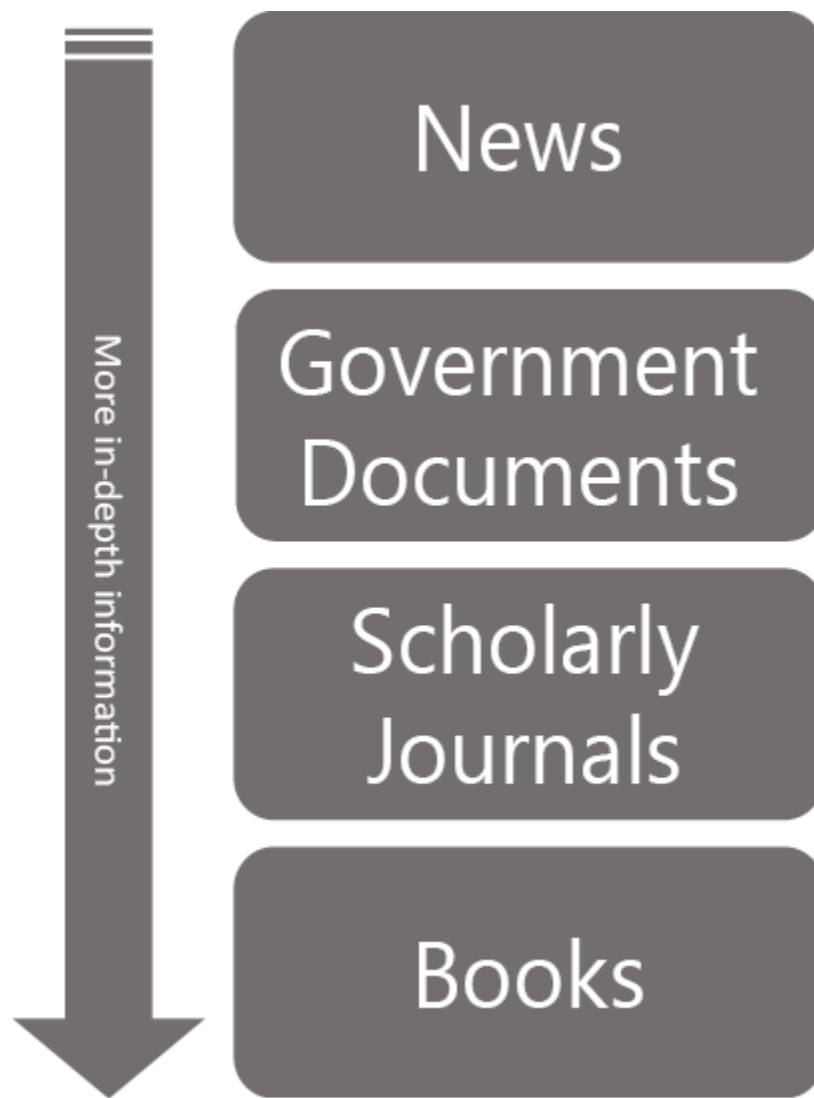 More in-depth information
News
Government
Documents
Scholarly
Journals
Books